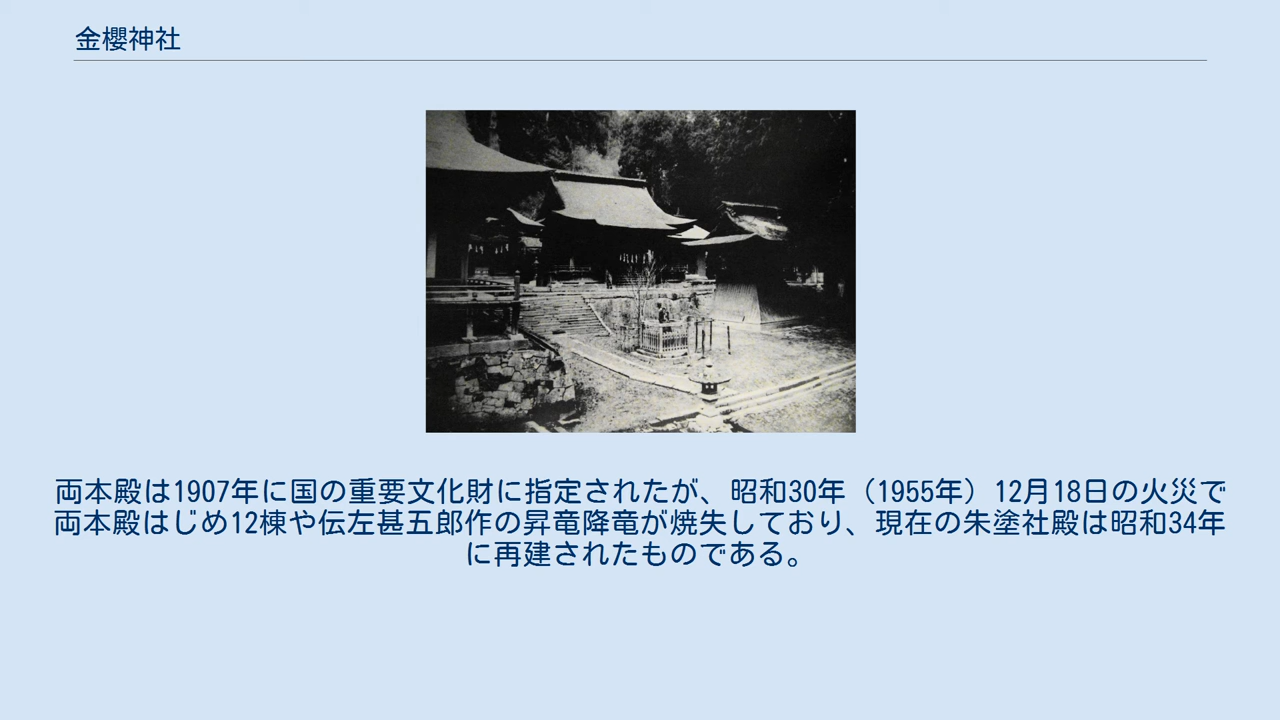 金櫻神社
両本殿は1907年に国の重要文化財に指定されたが、昭和30年（1955年）12月18日の火災で
両本殿はじめ12棟や伝左甚五郎作の昇竜降竜が焼失しており、現在の朱塗社殿は昭和34年
に再建されたものである。